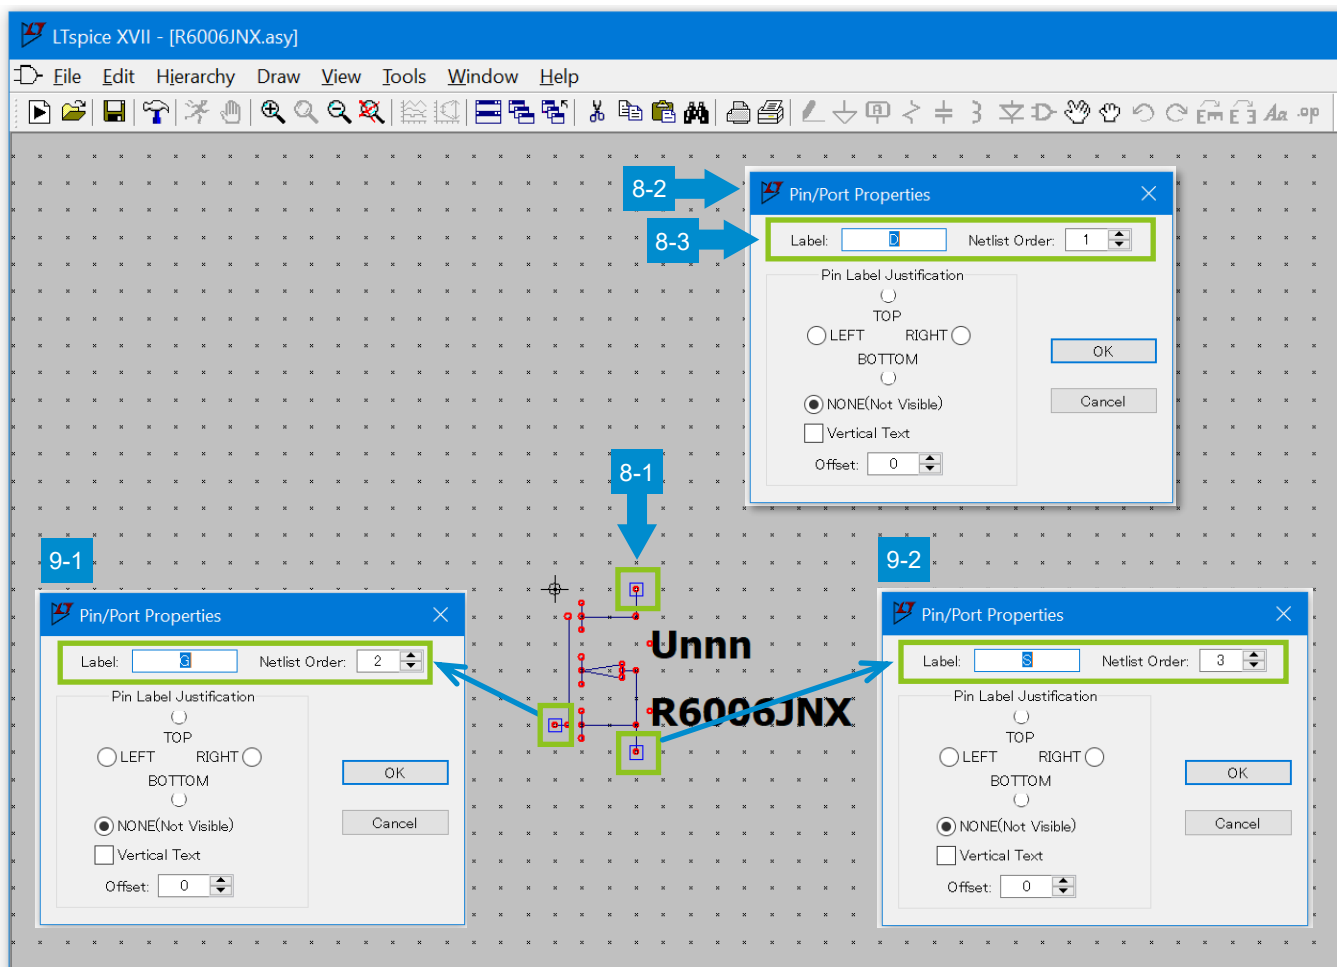 LTspice XVII - [R6006JNX.asy]
File Edit Hierarchy Draw View Tools Window Help
Aa .op
8-2
Pin/Port Properties
8-3
Label: D Netlist Order: 1
Pin Label Justification
TOP
LEFT RIGHT
BOTTOM
OK
NONE(Not Visible)
Cancel
Vertical Text
Offset: 0
8-1
9-1
Pin/Port Properties
Label: G Netlist Order: 2
Pin Label Justification
TOP
LEFT RIGHT
BOTTOM
OK
NONE(Not Visible)
Cancel
Vertical Text
Offset: 0
Unnn
R6006JNX
9-2
Pin/Port Properties
Label: S Netlist Order: 3
Pin Label Justification
TOP
LEFT RIGHT
BOTTOM
OK
NONE(Not Visible)
Cancel
Vertical Text
Offset: 0